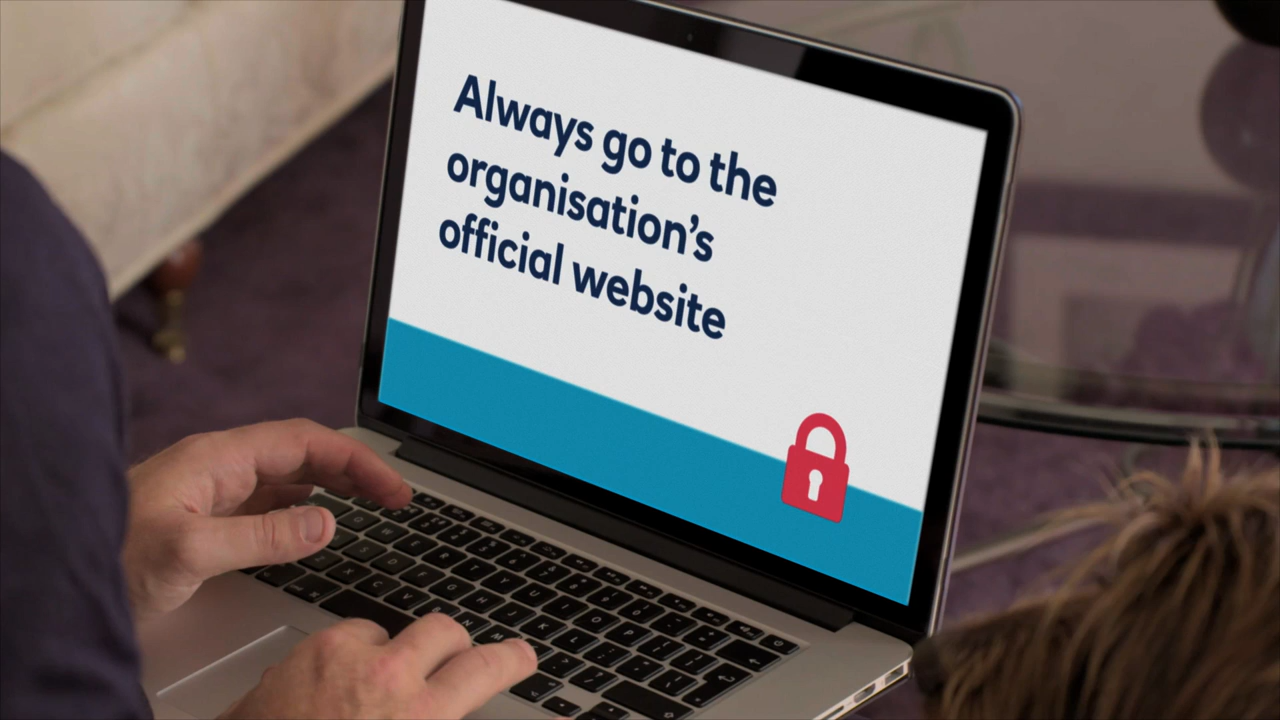 Always go to the
organisation's
official website